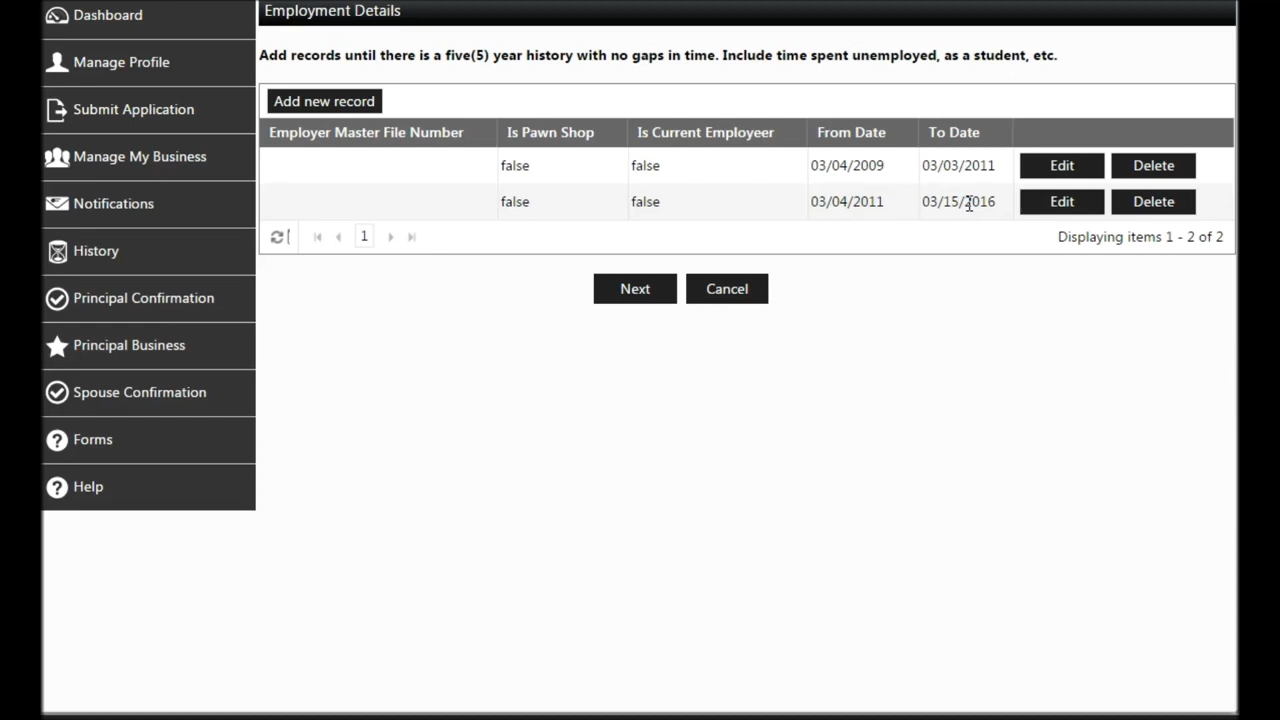 Dashboard
Manage Profile
Submit Application
Manage My Business
Notifications
History
Principal Confirmation
Principal Business
Spouse Confirmation
Forms
Help
Employment Details
Add records until there is a five(5) year history with no gaps in time. Include time spent unemployed, as a student, etc.
Add new record
Employer Master File Number Is Pawn Shop Is Current Employeer From Date To Date
false false 03/04/2009 03/03/2011 Edit Delete
false false 03/04/2011 03/15/2016 Edit Delete
1 Displaying items 1 - 2 of 2
Next Cancel